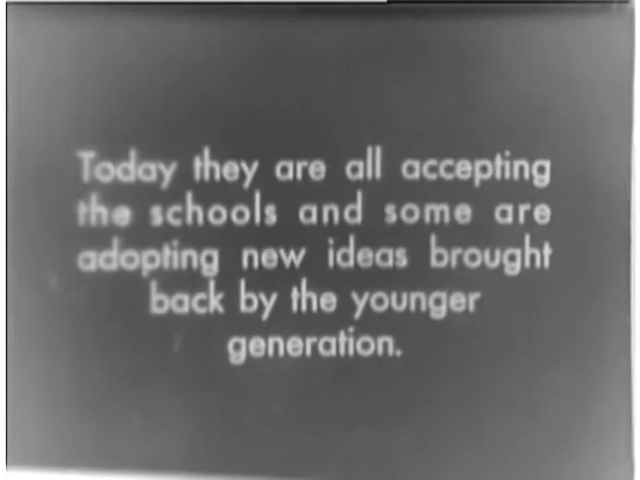 Today they are all accepting
the schools and some are
adopting new ideas brought
back by the younger
generation.